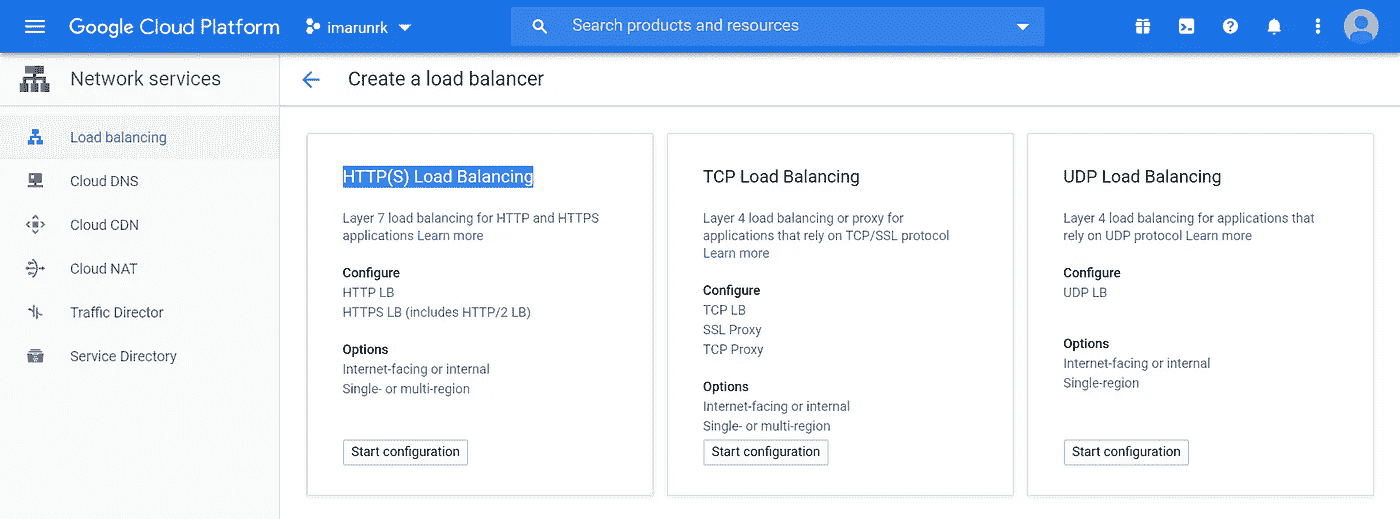 Google Cloud Platform
imarunrk
Search products and resources
Network services
Load balancing
Cloud DNS
Cloud CDN
Cloud NAT
Traffic Director
Service Directory
Create a load balancer
HTTP(S) Load Balancing
Layer 7 load balancing for HTTP and HTTPS
applications Learn more
Configure
HTTP LB
HTTPS LB (includes HTTP/2 LB)
Options
Internet-facing or internal
Single- or multi-region
Start configuration
TCP Load Balancing
Layer 4 load balancing or proxy for
applications that rely on TCP/SSL protocol
Learn more
Configure
TCP LB
SSL Proxy
TCP Proxy
Options
Internet-facing or internal
Single- or multi-region
Start configuration
UDP Load Balancing
Layer 4 load balancing for applications that
rely on UDP protocol Learn more
Configure
UDP LB
Options
Internet-facing or internal
Single-region
Start configuration